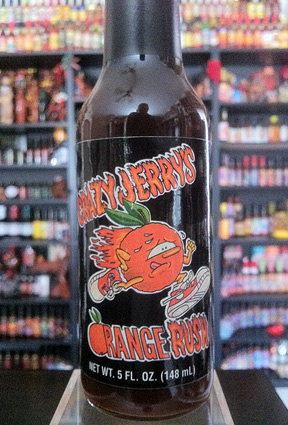 CRAZY JERRY'S
ORANGE RUSH
NET WT. 5 FL. OZ. (148 mL)